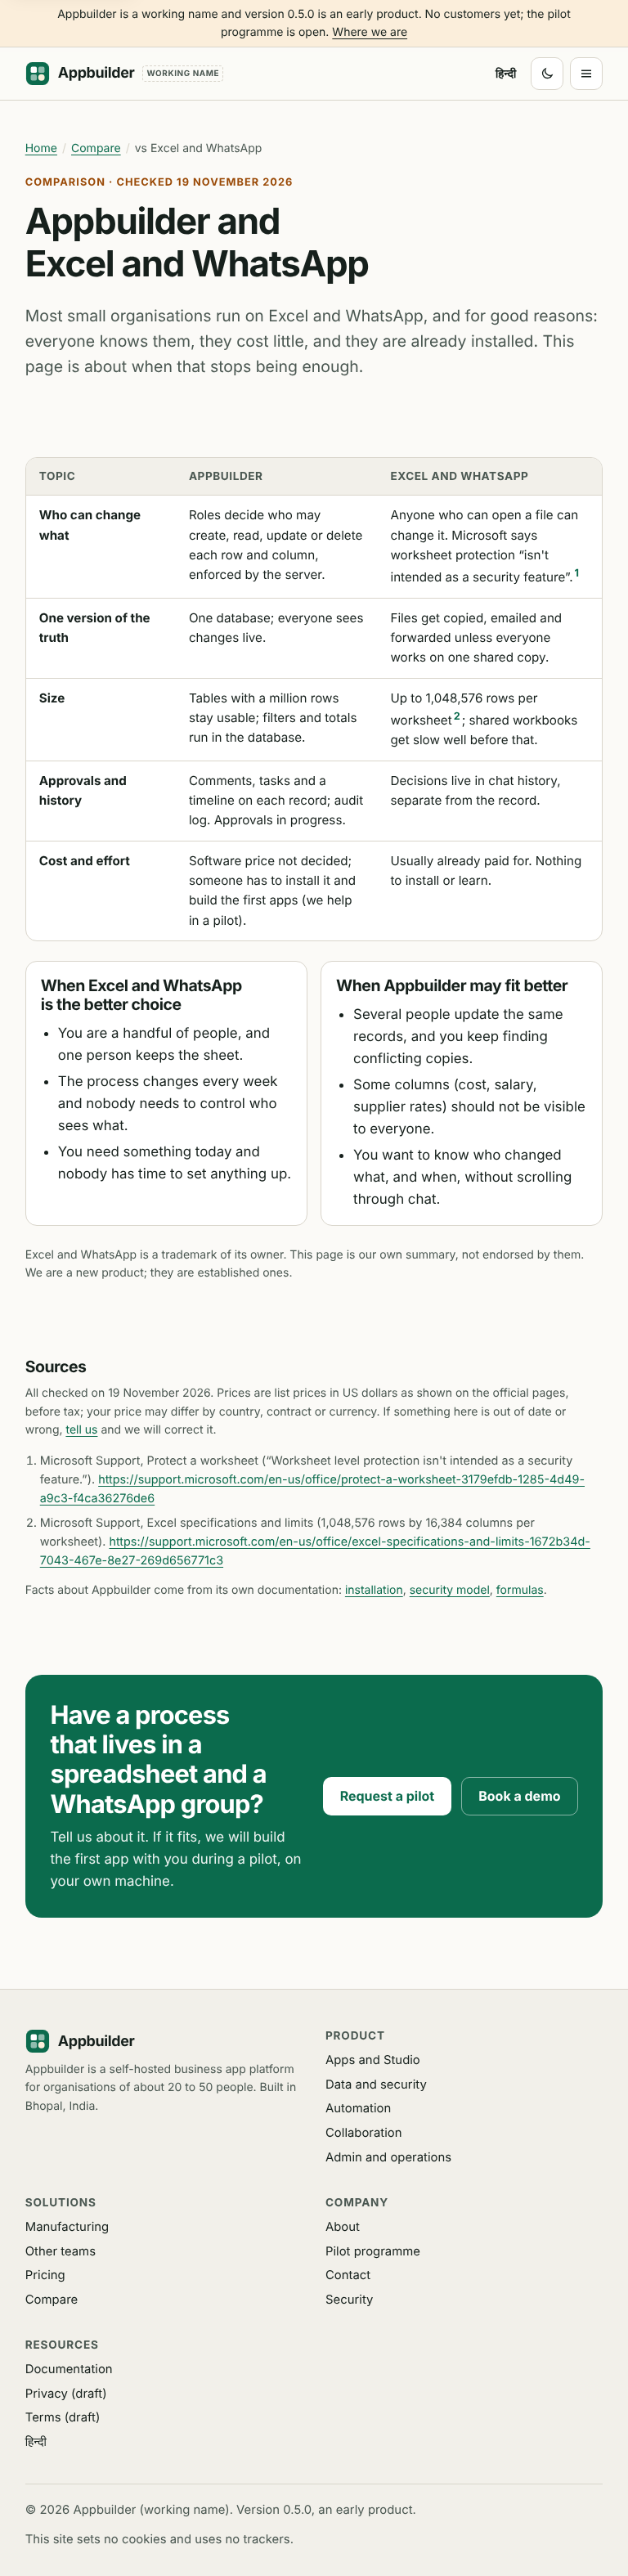 Appbuilder is a working name and version 0.5.0 is an early product. No customers yet; the pilot
programme is open. Where we are
Appbuilder WORKING NAME हिन्दी
Home / Compare / vs Excel and WhatsApp
COMPARISON · CHECKED 19 NOVEMBER 2026
Appbuilder and
Excel and WhatsApp
Most small organisations run on Excel and WhatsApp, and for good reasons:
everyone knows them, they cost little, and they are already installed. This
page is about when that stops being enough.
TOPIC APPBUILDER EXCEL AND WHATSAPP
Who can change
what
Roles decide who may
create, read, update or delete
each row and column,
enforced by the server.
Anyone who can open a file can
change it. Microsoft says
worksheet protection “isn't
intended as a security feature”.1
One version of the
truth
One database; everyone sees
changes live.
Files get copied, emailed and
forwarded unless everyone
works on one shared copy.
Size
Tables with a million rows
stay usable; filters and totals
run in the database.
Up to 1,048,576 rows per
worksheet2; shared workbooks
get slow well before that.
Approvals and
history
Comments, tasks and a
timeline on each record; audit
log. Approvals in progress.
Decisions live in chat history,
separate from the record.
Cost and effort
Software price not decided;
someone has to install it and
build the first apps (we help
in a pilot).
Usually already paid for. Nothing
to install or learn.
When Excel and WhatsApp
is the better choice
• You are a handful of people, and
one person keeps the sheet.
• The process changes every week
and nobody needs to control who
sees what.
• You need something today and
nobody has time to set anything up.
When Appbuilder may fit better
• Several people update the same
records, and you keep finding
conflicting copies.
• Some columns (cost, salary,
supplier rates) should not be visible
to everyone.
• You want to know who changed
what, and when, without scrolling
through chat.
Excel and WhatsApp is a trademark of its owner. This page is our own summary, not endorsed by them.
We are a new product; they are established ones.
Sources
All checked on 19 November 2026. Prices are list prices in US dollars as shown on the official pages,
before tax; your price may differ by country, contract or currency. If something here is out of date or
wrong, tell us and we will correct it.
1. Microsoft Support, Protect a worksheet (“Worksheet level protection isn't intended as a security
feature.”). https://support.microsoft.com/en-us/office/protect-a-worksheet-3179efdb-1285-4d49-
a9c3-f4ca36276de6
2. Microsoft Support, Excel specifications and limits (1,048,576 rows by 16,384 columns per
worksheet). https://support.microsoft.com/en-us/office/excel-specifications-and-limits-1672b34d-
7043-467e-8e27-269d656771c3
Facts about Appbuilder come from its own documentation: installation, security model, formulas.
Have a process
that lives in a
spreadsheet and a
WhatsApp group?
Tell us about it. If it fits, we will build
the first app with you during a pilot, on
your own machine.
Request a pilot Book a demo
Appbuilder
Appbuilder is a self-hosted business app platform
for organisations of about 20 to 50 people. Built in
Bhopal, India.
PRODUCT
Apps and Studio
Data and security
Automation
Collaboration
Admin and operations
SOLUTIONS
Manufacturing
Other teams
Pricing
Compare
COMPANY
About
Pilot programme
Contact
Security
RESOURCES
Documentation
Privacy (draft)
Terms (draft)
हिन्दी
© 2026 Appbuilder (working name). Version 0.5.0, an early product.
This site sets no cookies and uses no trackers.